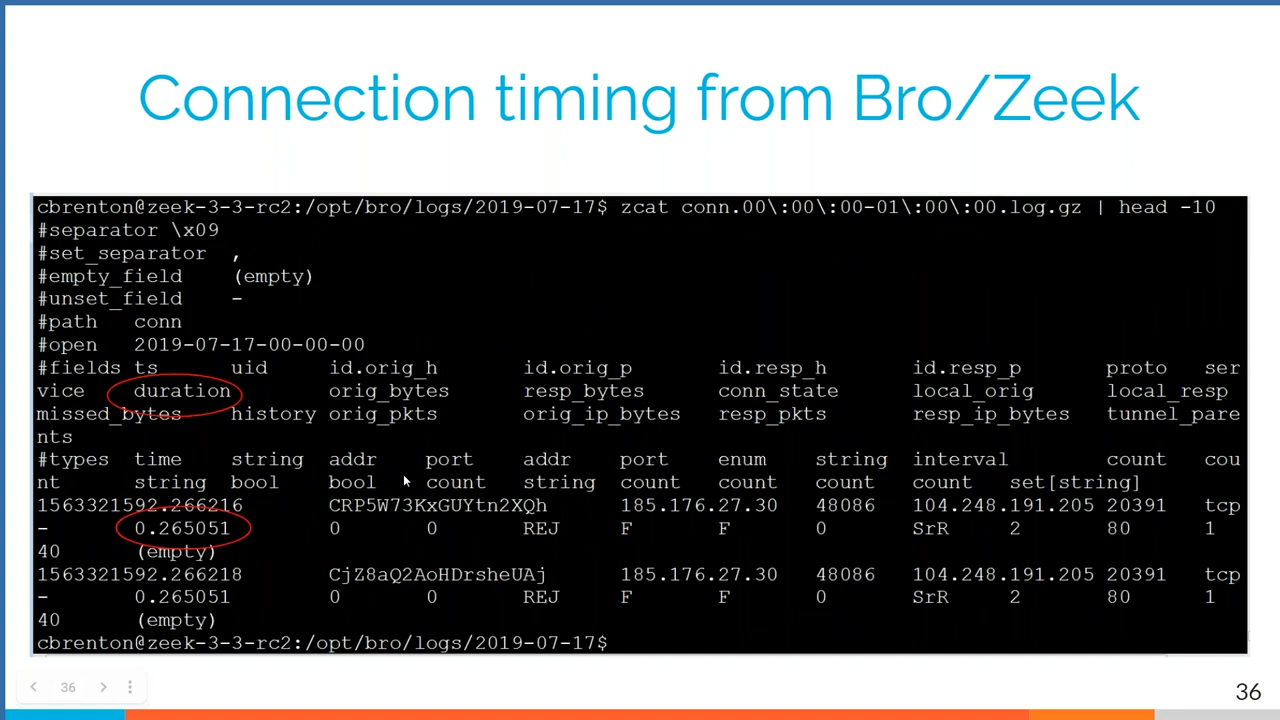 Connection timing from Bro/Zeek
cbrenton@zeek-3-3-rc2:/opt/bro/logs/2019-07-17$ zcat conn.00\:00\:00-01\:00\:00.log.gz | head -10
#separator \x09
#set_separator ,
#empty_field (empty)
#unset_field -
#path conn
#open 2019-07-17-00-00-00
#fields ts uid id.orig_h id.orig_p id.resp_h id.resp_p proto ser
vice duration orig_bytes resp_bytes conn_state local_orig local_resp
missed_bytes history orig_pkts orig_ip_bytes resp_pkts resp_ip_bytes tunnel_pare
nts
#types time string addr port addr port enum string interval count cou
nt string bool bool count string count count count count set[string]
1563321592.266216 CRP5W73KxGUYtn2XQh 185.176.27.30 48086 104.248.191.205 20391 tcp
- 0.265051 0 0 REJ F F 0 SrR 2 80 1
40 (empty)
1563321592.266218 CjZ8aQ2AoHDrsheUAj 185.176.27.30 48086 104.248.191.205 20391 tcp
- 0.265051 0 0 REJ F F 0 SrR 2 80 1
40 (empty)
cbrenton@zeek-3-3-rc2:/opt/bro/logs/2019-07-17$
36
36